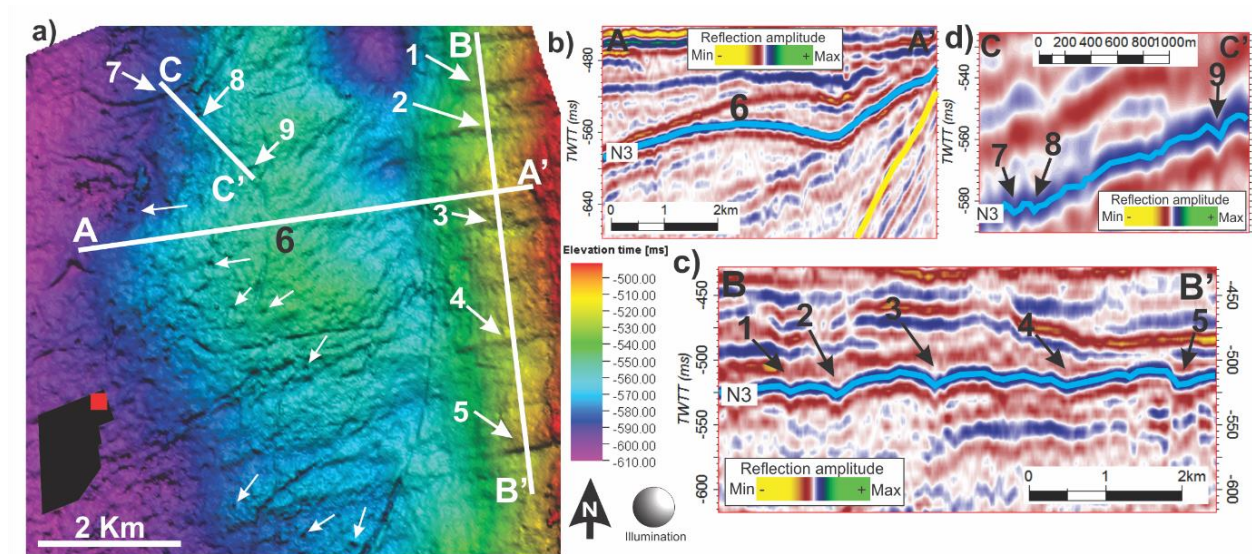 a)
B
1
C
7
8
2
9
C'
A'
3
A
6
4
5
B'
2 Km
b)
A
A'
Reflection amplitude
Min -
+ Max
-480
-560
-640
TWTT (ms)
6
N3
0
1
2km
Elevation time [ms]
-500.00
-510.00
-520.00
-530.00
-540.00
-550.00
-560.00
-570.00
-580.00
-590.00
-600.00
-610.00
N
Illumination
d)
C
C'
0 200 400 600 800 1000m
-540
-560
-580
TWTT (ms)
9
7
8
N3
Reflection amplitude
Min -
+ Max
c)
B
B'
-450
-500
-550
-600
TWTT (ms)
1
2
3
4
5
N3
-450
-500
-550
-600
Reflection amplitude
Min -
+ Max
0
1
2km